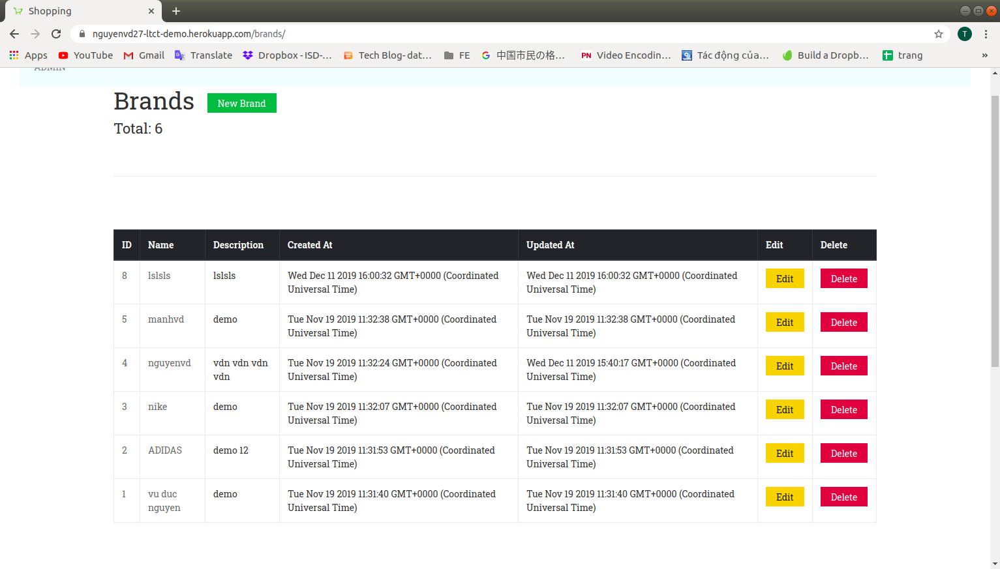 Shopping
nguyenvd27-ltct-demo.herokuapp.com/brands/
T
Apps YouTube Gmail Translate Dropbox - ISD-... Tech Blog- dat... FE 中国市民の格... PN Video Encodin... Tác động của... Build a Dropb... trang »
ADMIN
Brands New Brand
Total: 6
ID Name Description Created At Updated At Edit Delete
8 lslsls lslsls Wed Dec 11 2019 16:00:32 GMT+0000 (Coordinated Wed Dec 11 2019 16:00:32 GMT+0000 (Coordinated Edit Delete
Universal Time) Universal Time)
5 manhvd demo Tue Nov 19 2019 11:32:38 GMT+0000 (Coordinated Tue Nov 19 2019 11:32:38 GMT+0000 (Coordinated Edit Delete
Universal Time) Universal Time)
4 nguyenvd vdn vdn vdn Tue Nov 19 2019 11:32:24 GMT+0000 (Coordinated Wed Dec 11 2019 15:40:17 GMT+0000 (Coordinated Edit Delete
vdn Universal Time) Universal Time)
3 nike demo Tue Nov 19 2019 11:32:07 GMT+0000 (Coordinated Tue Nov 19 2019 11:32:07 GMT+0000 (Coordinated Edit Delete
Universal Time) Universal Time)
2 ADIDAS demo 12 Tue Nov 19 2019 11:31:53 GMT+0000 (Coordinated Tue Nov 19 2019 11:31:53 GMT+0000 (Coordinated Edit Delete
Universal Time) Universal Time)
1 vu duc demo Tue Nov 19 2019 11:31:40 GMT+0000 (Coordinated Tue Nov 19 2019 11:31:40 GMT+0000 (Coordinated Edit Delete
nguyen Universal Time) Universal Time)